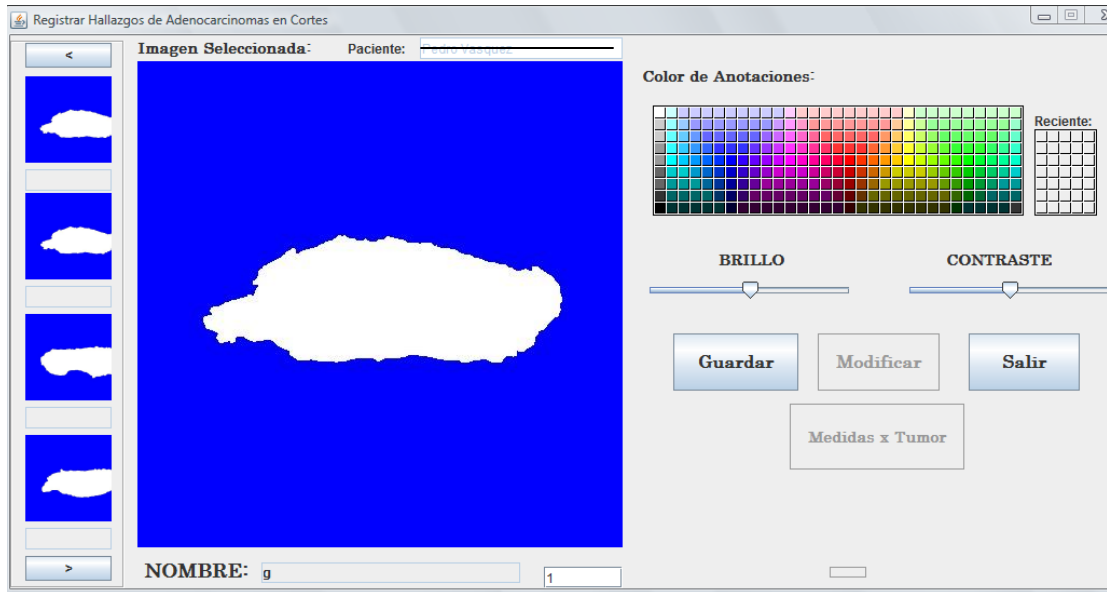 Registrar Hallazgos de Adenocarcinomas en Cortes
<
Imagen Seleccionada:
Paciente:
Color de Anotaciones:
Reciente:
BRILLO
CONTRASTE
Guardar
Modificar
Salir
Medidas x Tumor
>
NOMBRE: g
1